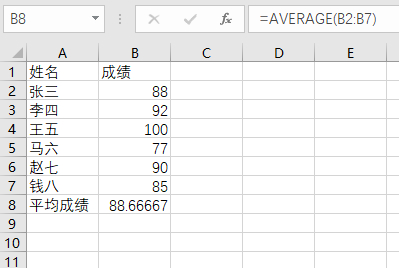 B8 =AVERAGE(B2:B7)
A B C D E
1 姓名 成绩
2 张三 88
3 李四 92
4 王五 100
5 马六 77
6 赵七 90
7 钱八 85
8 平均成绩 88.66667
9
10
11